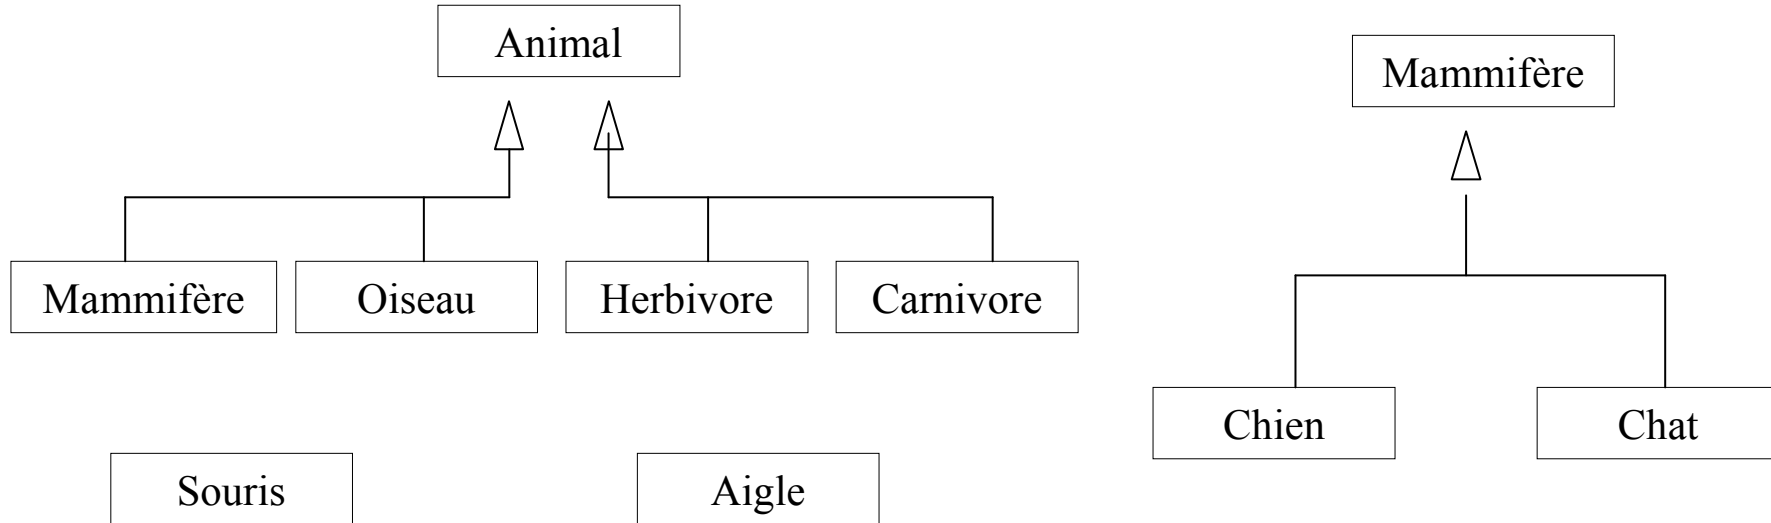 Animal
Mammifère
Mammifère
Oiseau
Herbivore
Carnivore
Chien
Chat
Souris
Aigle